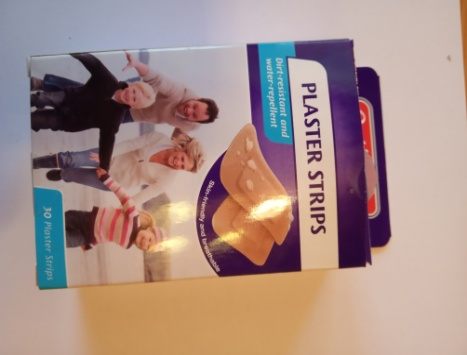 PLASTER STRIPS
Dirt-resistant and
water-repellent
Skin-friendly and breathable
30 Plaster Strips